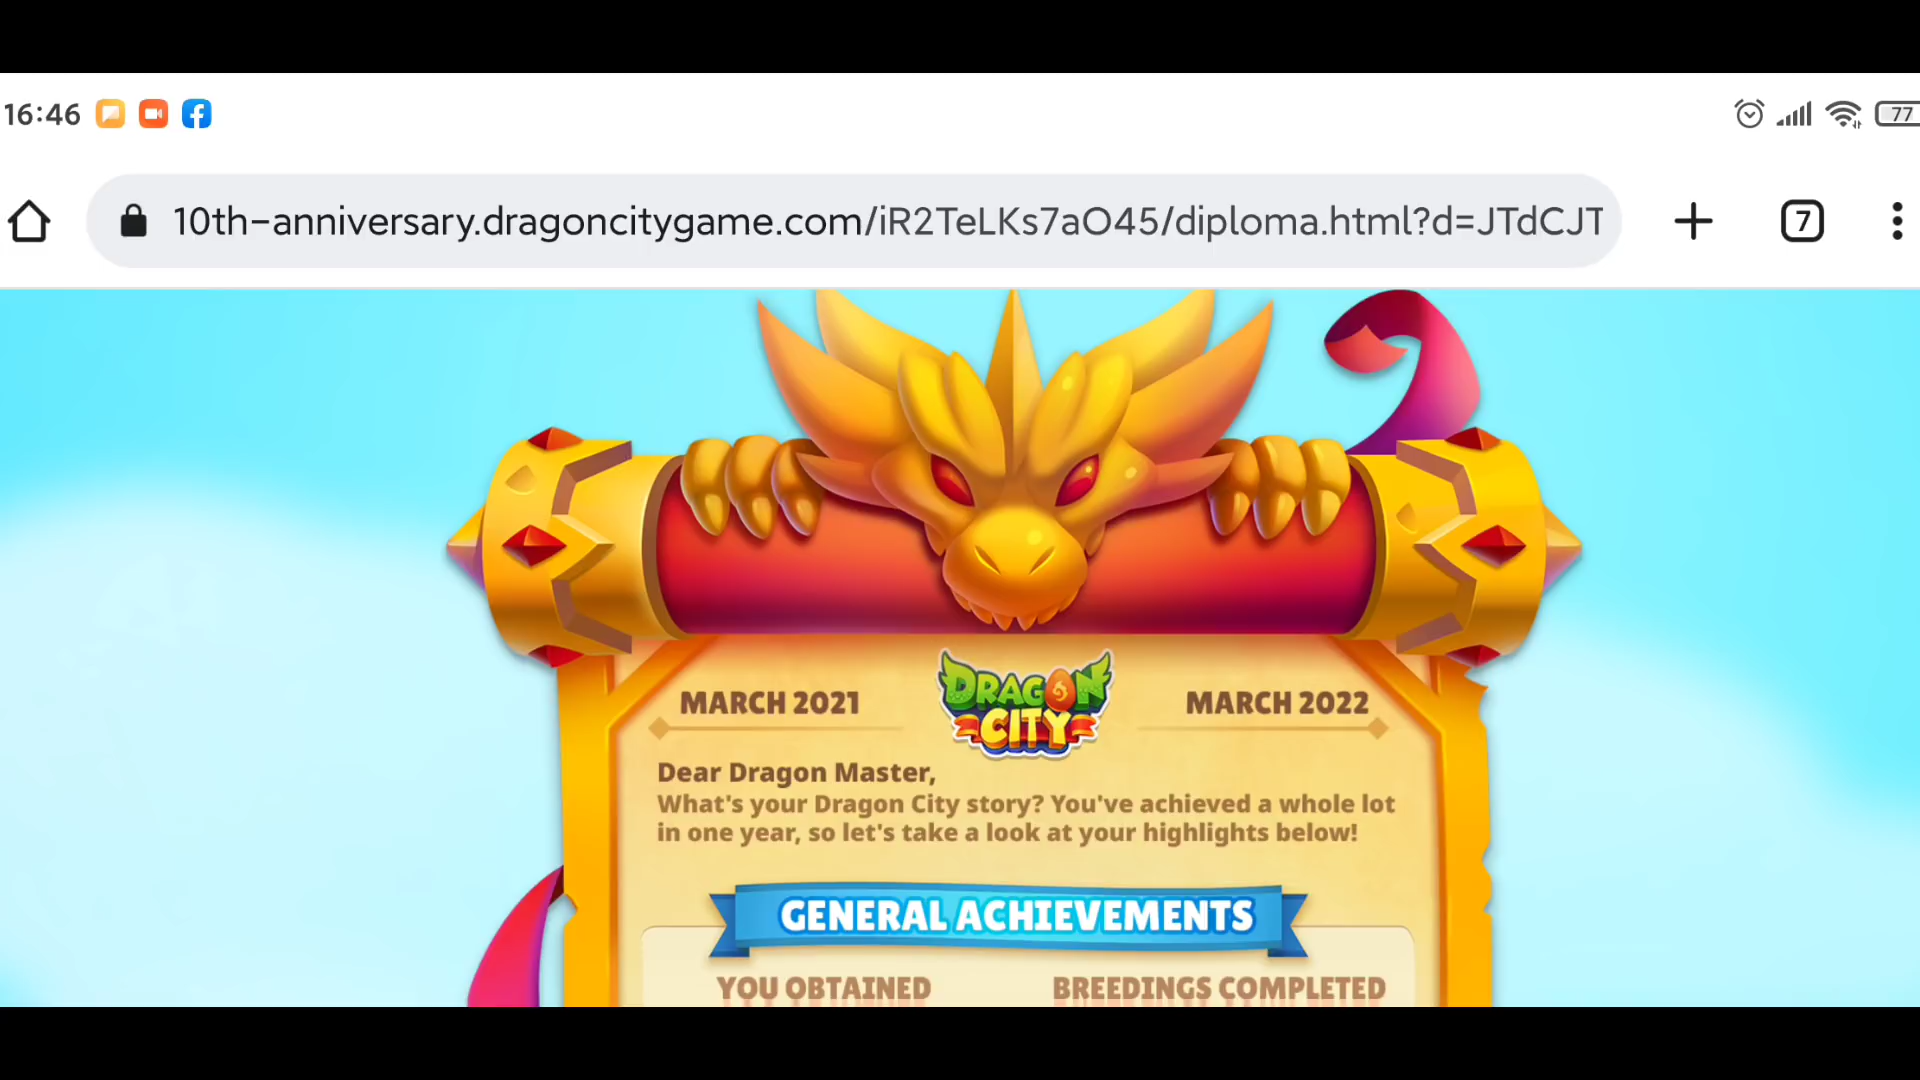 16:46
77
10th-anniversary.dragoncitygame.com/iR2TeLKs7aO45/diploma.html?d=JTdCJT
7
MARCH 2021
DRAGON
CITY
MARCH 2022
Dear Dragon Master,
What's your Dragon City story? You've achieved a whole lot
in one year, so let's take a look at your highlights below!
GENERAL ACHIEVEMENTS
YOU OBTAINED
BREEDINGS COMPLETED